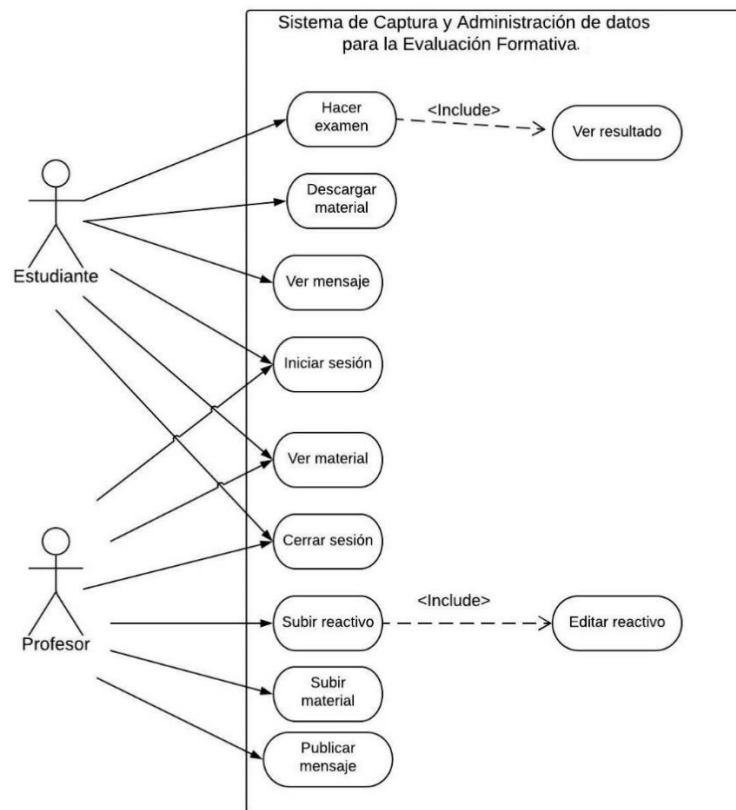 Sistema de Captura y Administración de datos
para la Evaluación Formativa.
Hacer
examen
<Include>
Ver resultado
Descargar
material
Estudiante
Ver mensaje
Iniciar sesión
Ver material
Cerrar sesión
Profesor
Subir reactivo
<Include>
Editar reactivo
Subir
material
Publicar
mensaje